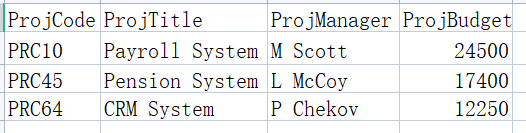 ProjCode ProjTitle ProjManager ProjBudget
PRC10 Payroll System M Scott 24500
PRC45 Pension System L McCoy 17400
PRC64 CRM System P Chekov 12250